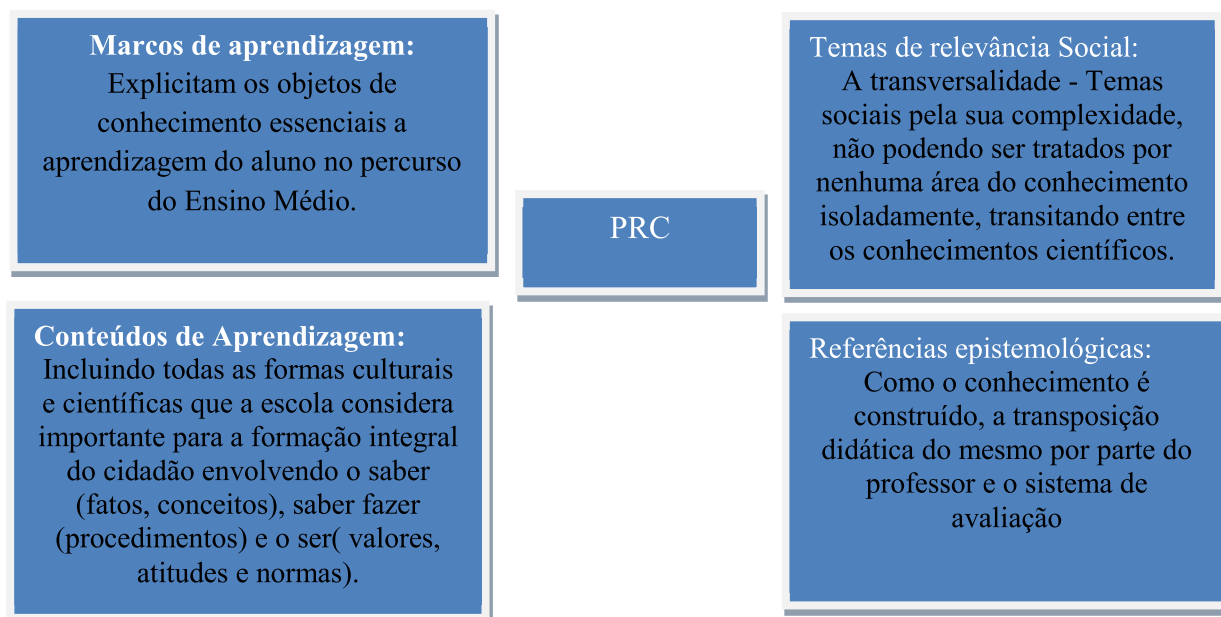 Marcos de aprendizagem:
Explicitam os objetos de
conhecimento essenciais a
aprendizagem do aluno no percurso
do Ensino Médio.
Conteúdos de Aprendizagem:
Incluindo todas as formas culturais
e científicas que a escola considera
importante para a formação integral
do cidadão envolvendo o saber
(fatos, conceitos), saber fazer
(procedimentos) e o ser( valores,
atitudes e normas).
PRC
Temas de relevância Social:
A transversalidade - Temas
sociais pela sua complexidade,
não podendo ser tratados por
nenhuma área do conhecimento
isoladamente, transitando entre
os conhecimentos científicos.
Referências epistemológicas:
Como o conhecimento é
construído, a transposição
didática do mesmo por parte do
professor e o sistema de
avaliação